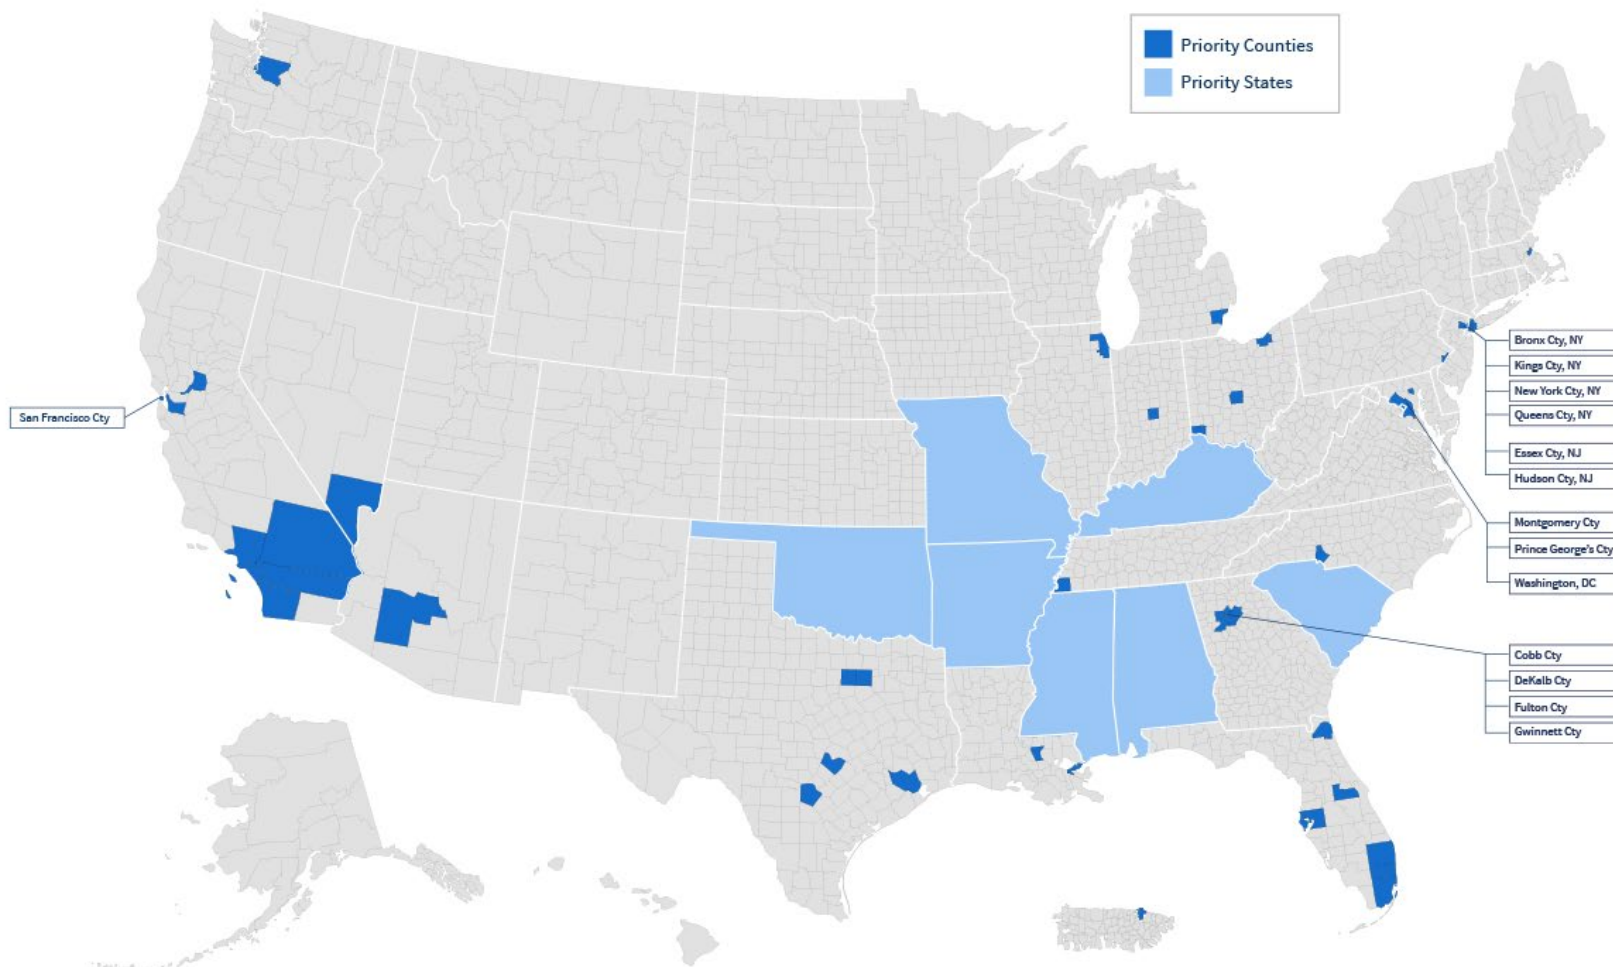 Priority Counties
Priority States
San Francisco Cty
Bronx Cty, NY
Kings Cty, NY
New York Cty, NY
Queens Cty, NY
Essex Cty, NJ
Hudson Cty, NJ
Montgomery Cty
Prince George's Cty
Washington, DC
Cobb Cty
DeKalb Cty
Fulton Cty
Gwinnett Cty